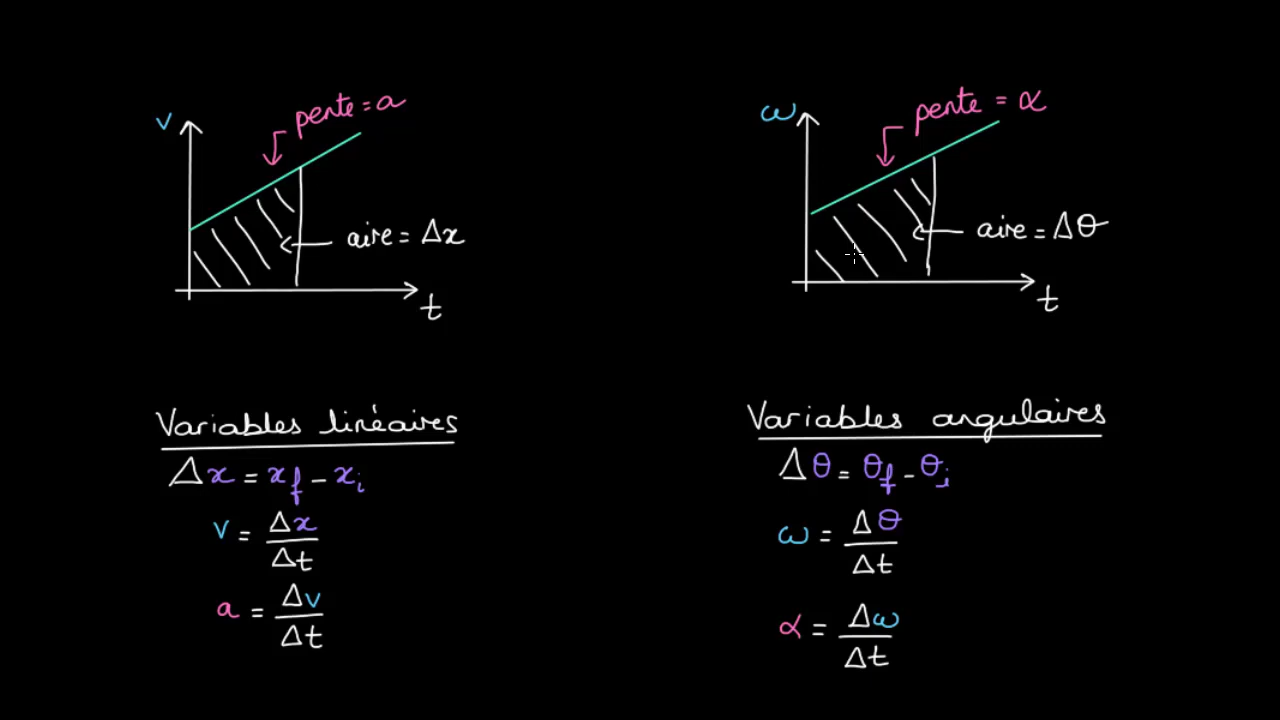 v
pente = a
aire = Δx
t
Variables linéaires
Δx = xf - xi
v = Δx/Δt
a = Δv/Δt
ω
pente = α
aire = Δθ
t
Variables angulaires
Δθ = θf - θi
ω = Δθ/Δt
α = Δω/Δt